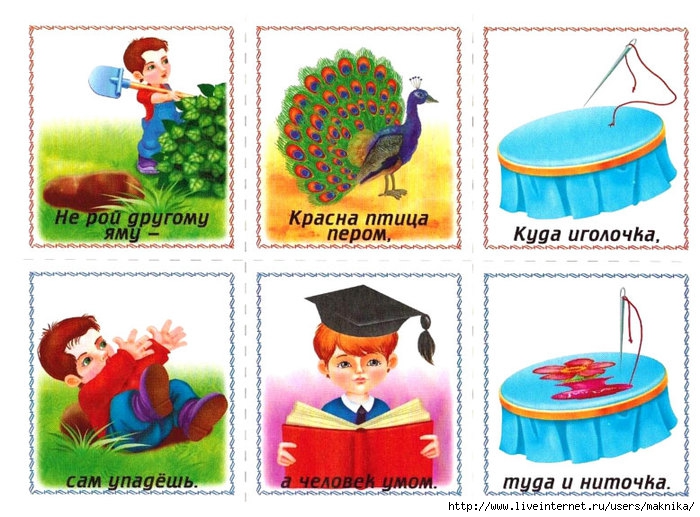 Не рой другому
яму –
Красна птица
пером,
Куда иголочка,
сам упадёшь.
а человек умом.
туда и ниточка.
http://www.liveinternet.ru/users/maknika/